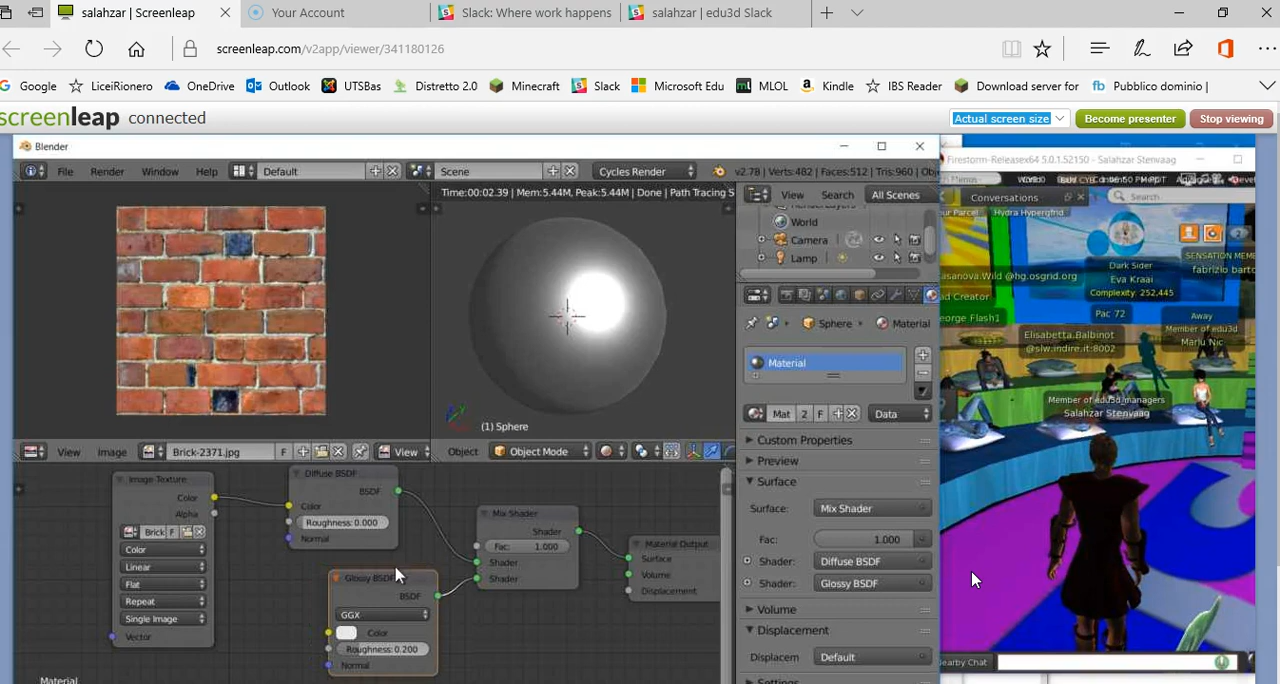 salahzar | Screenleap
Your Account
Slack: Where work happens
salahzar | edu3d Slack
screenleap.com/v2app/viewer/341180126
Google LiceiRionero OneDrive Outlook UTSBas Distretto 2.0 Minecraft Slack Microsoft Edu MLOL Kindle IBS Reader Download server for Pubblico dominio |
screenleap connected
Actual screen size
Become presenter
Stop viewing
Blender
File Render Window Help Default Scene Cycles Render v2.78 | Verts:482 | Faces:512 | Tris:960 | Obj
Time:00:02.39 | Mem:5.44M, Peak:5.44M | Done | Path Tracing S
View Search All Scenes
World
Camera
Lamp
Sphere Material
Material
Mat 2 F Data
Custom Properties
Preview
Surface
Surface: Mix Shader
Fac: 1.000
Shader: Diffuse BSDF
Shader: Glossy BSDF
Volume
Displacement
Displacem Default
Settings
(1) Sphere
View Image Brick-2371.jpg F View
Object Object Mode
Image Texture
Color
Alpha
Brick F
Color
Linear
Flat
Repeat
Single Image
Vector
Diffuse BSDF
BSDF
Color
Roughness: 0.000
Normal
Glossy BSDF
BSDF
GGX
Color
Roughness: 0.200
Normal
Mix Shader
Shader
Fac: 1.000
Shader
Shader
Material Output
Surface
Volume
Displacement
Material
Firestorm-Releasex64 5.0.1.52150 - Salahzar Stenvaag
Conversations
Search
Hydra Hypergrid
SENSATION MEME
fabrizio barto
Dark Sider
Eva Kraai
Complexity: 252,445
asanova.Wild @hg.osgrid.org
ad Creator
eorge Flash1
Pac 72
Away
Member of edu3d
Marlu Nic
Elisabetta.Balbinot
@slw.indire.it:8002
Member of edu3d managers
Salahzar Stenvaag
earby Chat